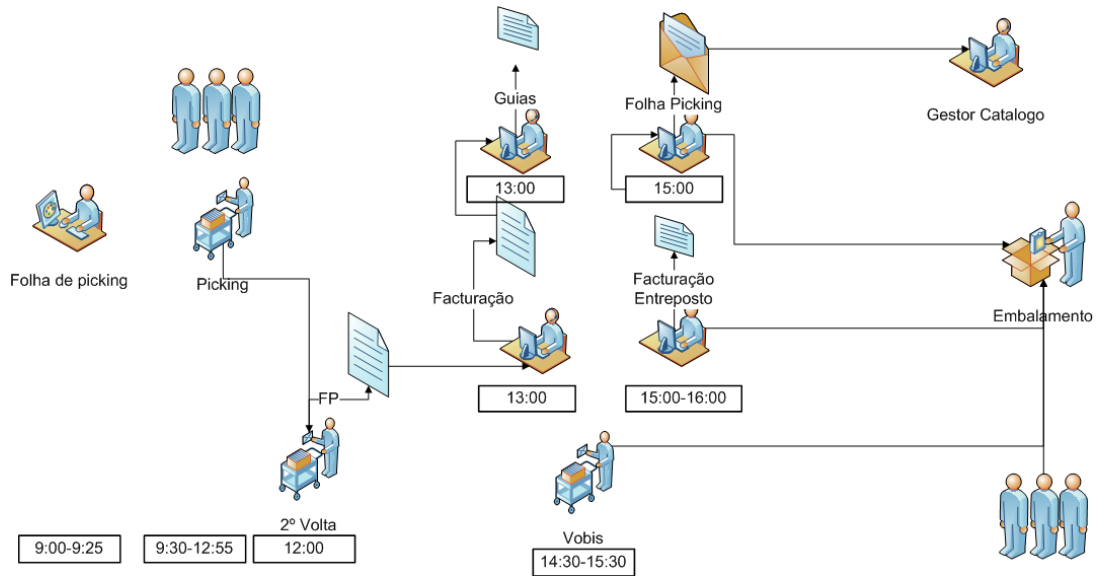 Guias
Folha Picking
Gestor Catalogo
13:00
15:00
Folha de picking
Picking
Facturação
Facturação
Entreposto
Embalamento
FP
13:00
15:00-16:00
2º Volta
12:00
9:00-9:25
9:30-12:55
Vobis
14:30-15:30